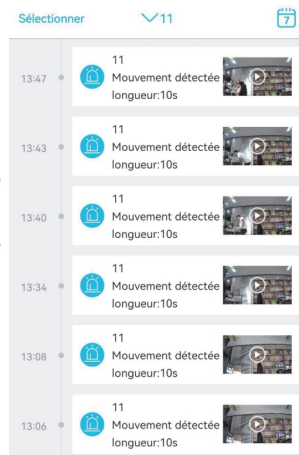 Sélectionner 11 7
13:47
11
Mouvement détectée
longueur:10s
13:43
11
Mouvement détectée
longueur:10s
13:40
11
Mouvement détectée
longueur:10s
13:34
11
Mouvement détectée
longueur:10s
13:08
11
Mouvement détectée
longueur:10s
13:06
11
Mouvement détectée
longueur:10s